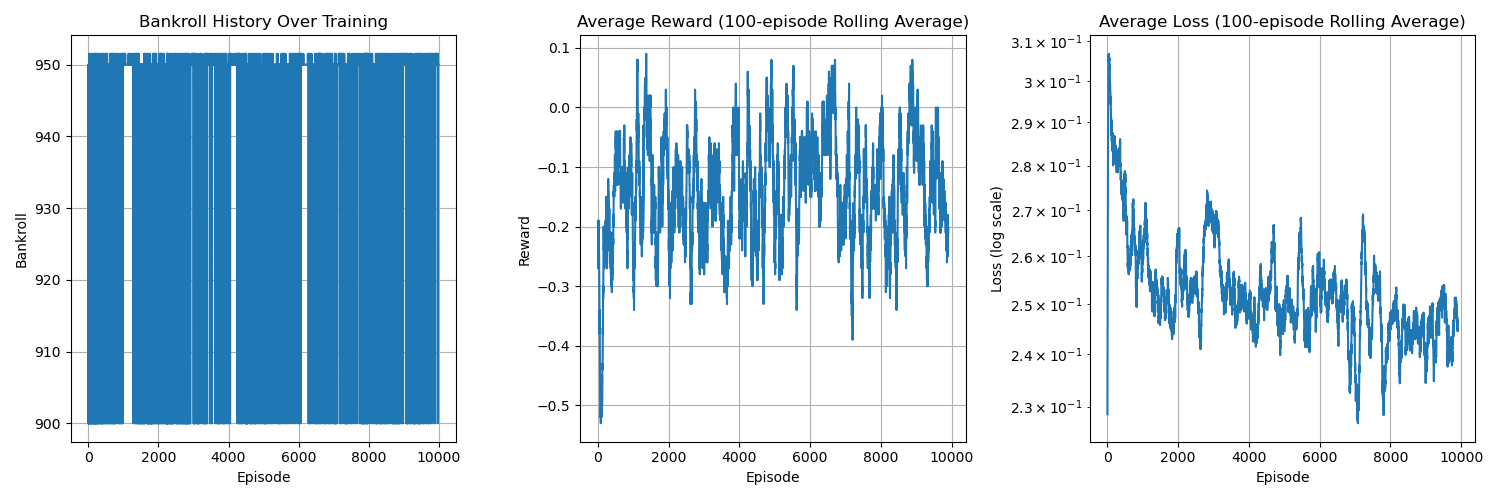 Bankroll History Over Training
Bankroll
950
940
930
920
910
900
0 2000 4000 6000 8000 10000
Episode
Average Reward (100-episode Rolling Average)
Reward
0.1
0.0
−0.1
−0.2
−0.3
−0.4
−0.5
0 2000 4000 6000 8000 10000
Episode
Average Loss (100-episode Rolling Average)
Loss (log scale)
3.1 × 10⁻¹
3 × 10⁻¹
2.9 × 10⁻¹
2.8 × 10⁻¹
2.7 × 10⁻¹
2.6 × 10⁻¹
2.5 × 10⁻¹
2.4 × 10⁻¹
2.3 × 10⁻¹
0 2000 4000 6000 8000 10000
Episode